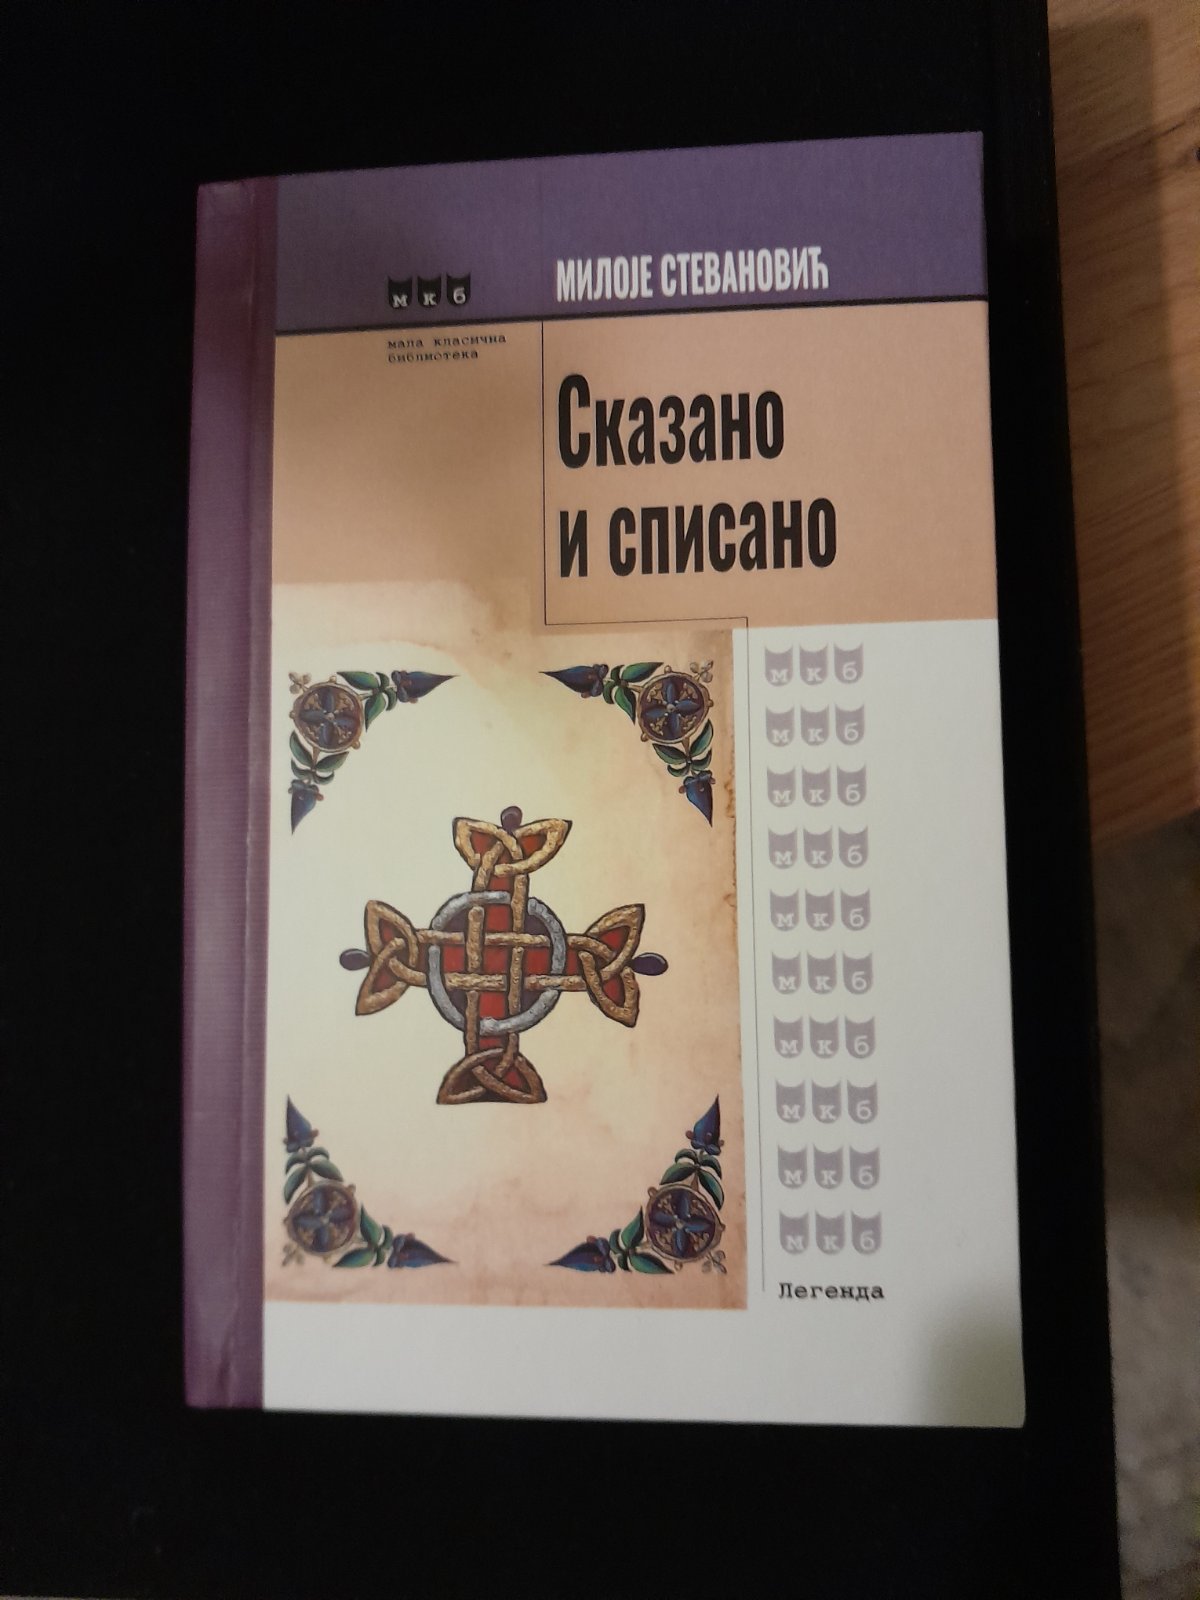 МИЛОЈЕ СТЕВАНОВИЋ
м к б
мала класична
библиотека
Сказано
и списано
м к б
м к б
м к б
м к б
м к б
м к б
м к б
м к б
м к б
м к б
Легенда